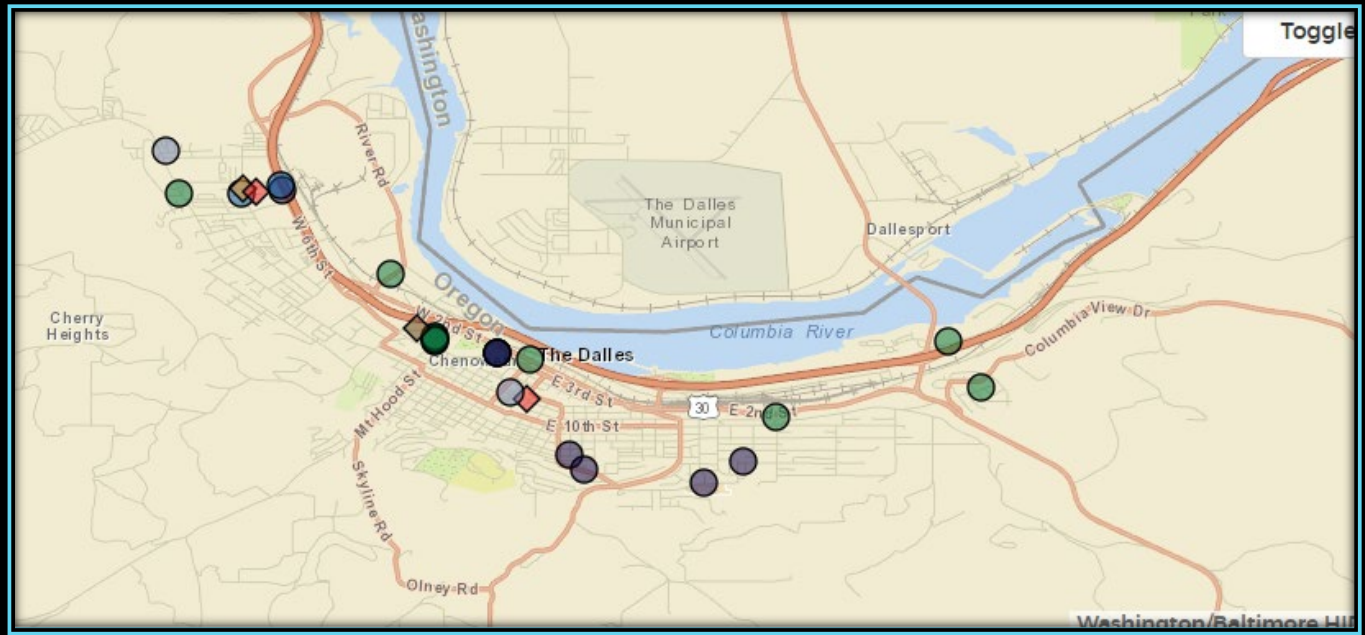 Park
Toggle
ashington
River Rd
The Dalles
Municipal
Airport
Dallesport
W 6th St
Oregon
Columbia View Dr
Cherry
Heights
W 2nd St
Columbia River
The Dalles
E 3rd St
30
E 2nd St
Mt Hood St
E 10th St
Skyline Rd
Olney Rd
Washington/Baltimore HI